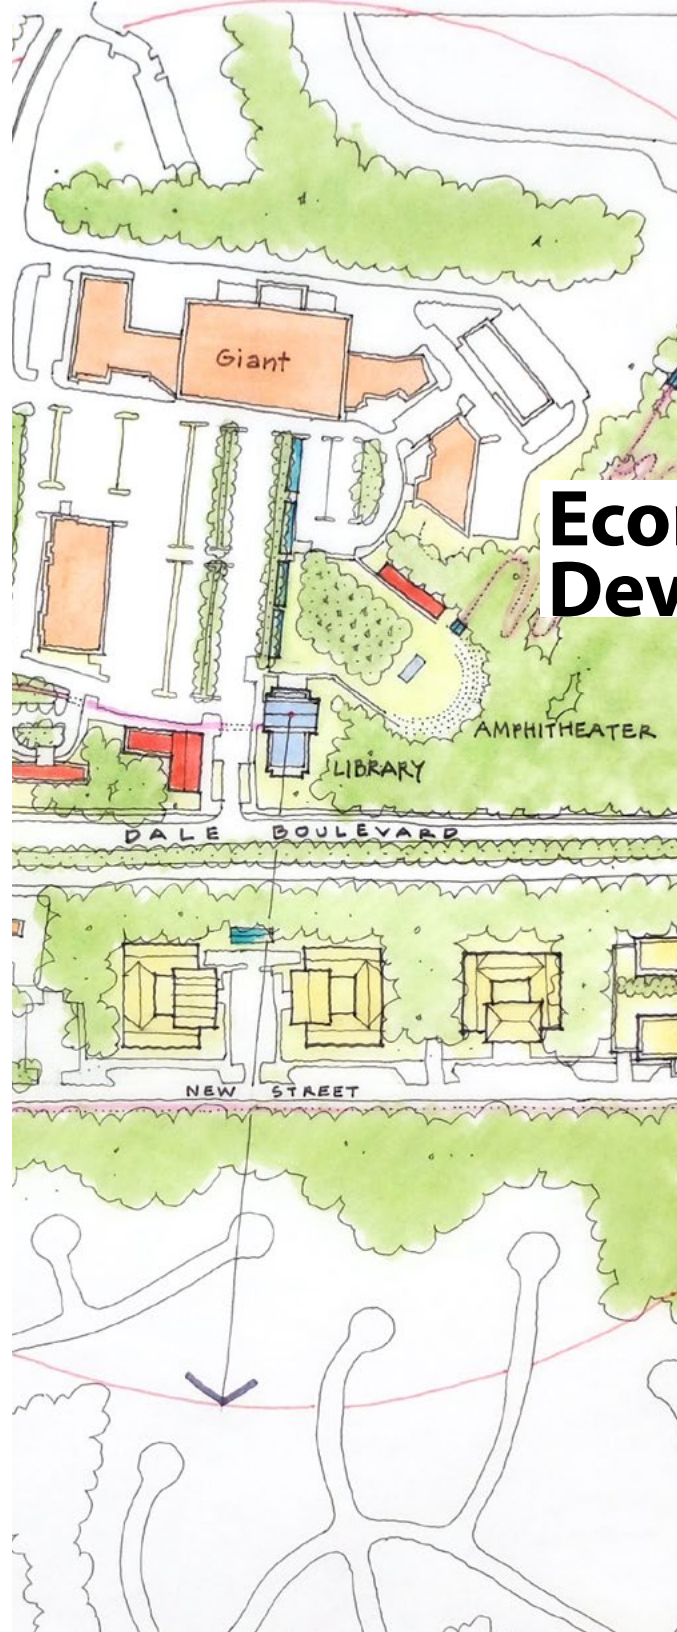 Giant
Econ
Dev
AMPHITHEATER
LIBRARY
DALE BOULEVARD
NEW STREET